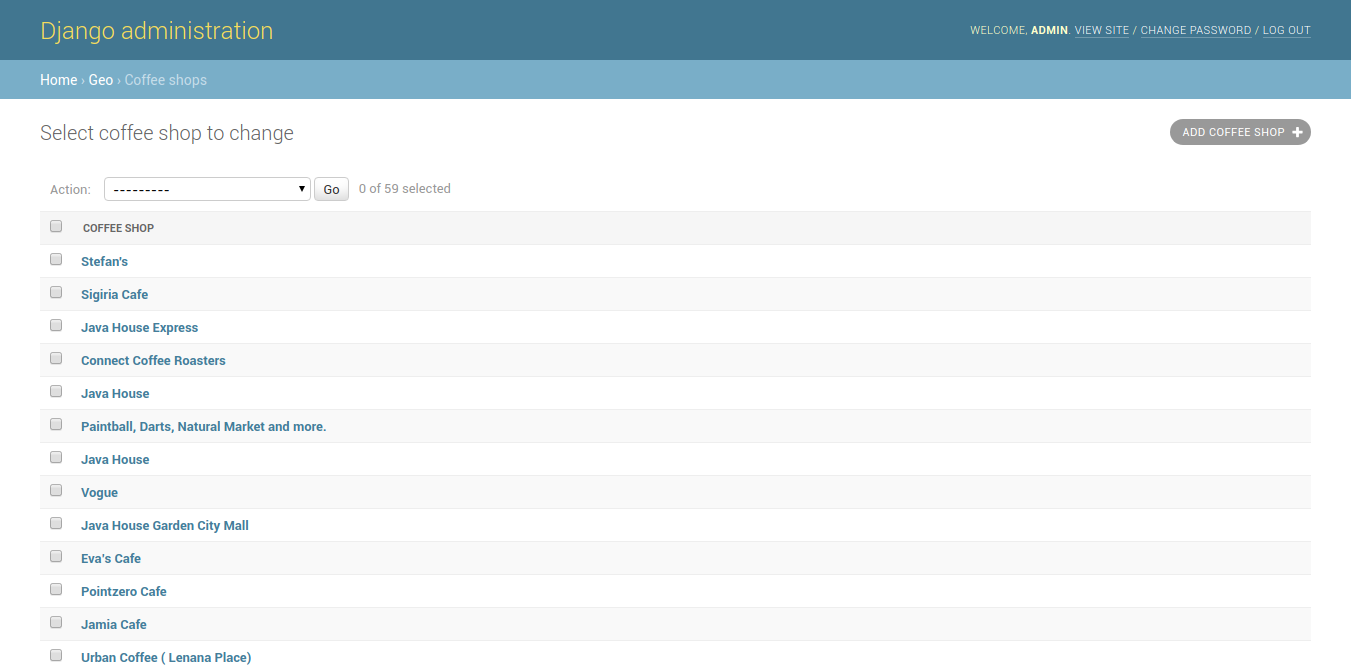 Django administration
WELCOME, ADMIN. VIEW SITE / CHANGE PASSWORD / LOG OUT
Home › Geo › Coffee shops
Select coffee shop to change
ADD COFFEE SHOP +
Action: --------- Go 0 of 59 selected
COFFEE SHOP
Stefan's
Sigiria Cafe
Java House Express
Connect Coffee Roasters
Java House
Paintball, Darts, Natural Market and more.
Java House
Vogue
Java House Garden City Mall
Eva's Cafe
Pointzero Cafe
Jamia Cafe
Urban Coffee ( Lenana Place)